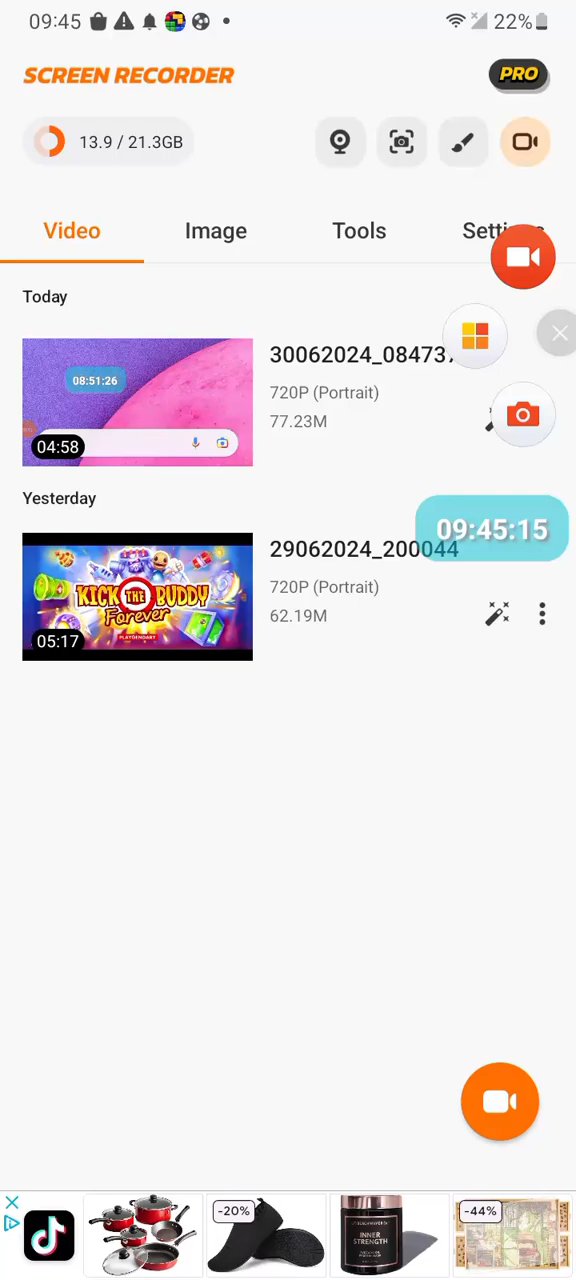 09:45
22%
SCREEN RECORDER
PRO
13.9 / 21.3GB
Video
Image
Tools
Today
30062024_084737
720P (Portrait)
77.23M
08:51:26
04:58
Yesterday
09:45:15
29062024_200044
720P (Portrait)
62.19M
KICK THE BUDDY
Forever
PLAYGENDARY
05:17
-20%
INNER
STRENGTH
-44%